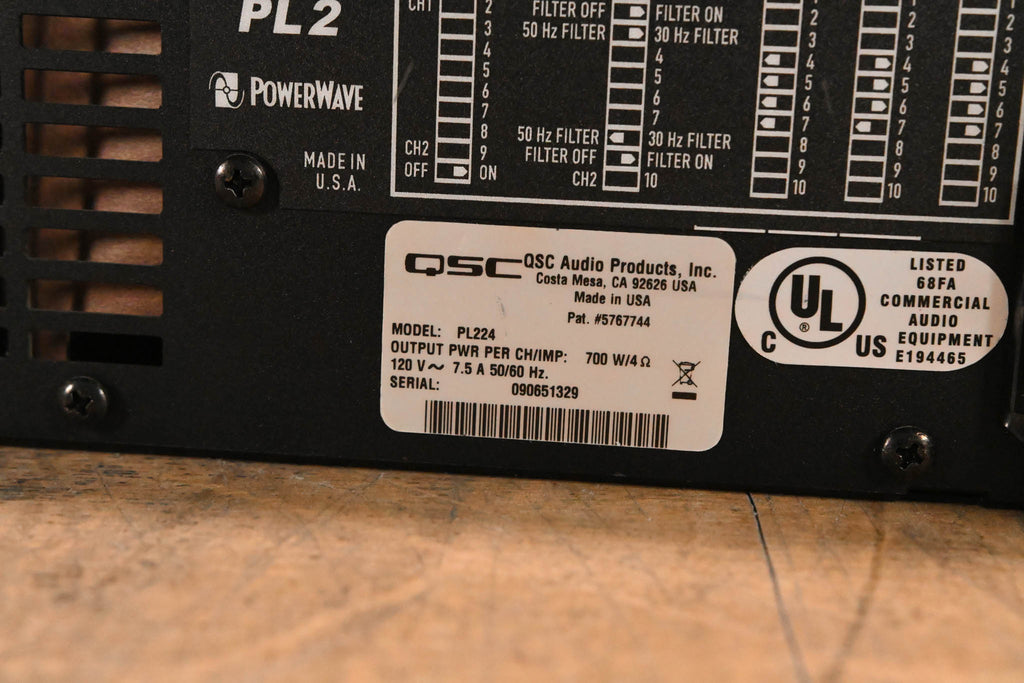 PL2
POWERWAVE
MADE IN
U.S.A.
CH1
2
3
4
5
6
7
8
CH2
9
OFF
ON
FILTER OFF
FILTER ON
50 Hz FILTER
30 Hz FILTER
4
5
6
7
50 Hz FILTER
30 Hz FILTER
FILTER OFF
FILTER ON
CH2
10
2
3
4
5
6
7
8
9
10
2
3
4
5
6
7
8
9
10
2
3
4
5
6
7
8
9
10
QSC QSC Audio Products, Inc.
Costa Mesa, CA 92626 USA
Made in USA
Pat. #5767744
MODEL: PL224
OUTPUT PWR PER CH/IMP: 700 W/4 Ω
120 V～ 7.5 A 50/60 Hz.
SERIAL: 090651329
C UL ® US
LISTED
68FA
COMMERCIAL
AUDIO
EQUIPMENT
E194465